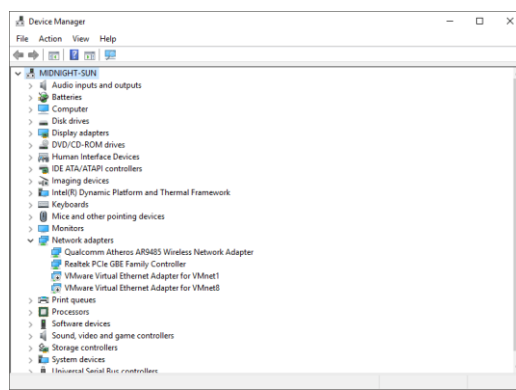 Device Manager
File Action View Help
MIDNIGHT-SUN
Audio inputs and outputs
Batteries
Computer
Disk drives
Display adapters
DVD/CD-ROM drives
Human Interface Devices
IDE ATA/ATAPI controllers
Imaging devices
Intel(R) Dynamic Platform and Thermal Framework
Keyboards
Mice and other pointing devices
Monitors
Network adapters
Qualcomm Atheros AR9485 Wireless Network Adapter
Realtek PCIe GBE Family Controller
VMware Virtual Ethernet Adapter for VMnet1
VMware Virtual Ethernet Adapter for VMnet8
Print queues
Processors
Software devices
Sound, video and game controllers
Storage controllers
System devices
Universal Serial Bus controllers